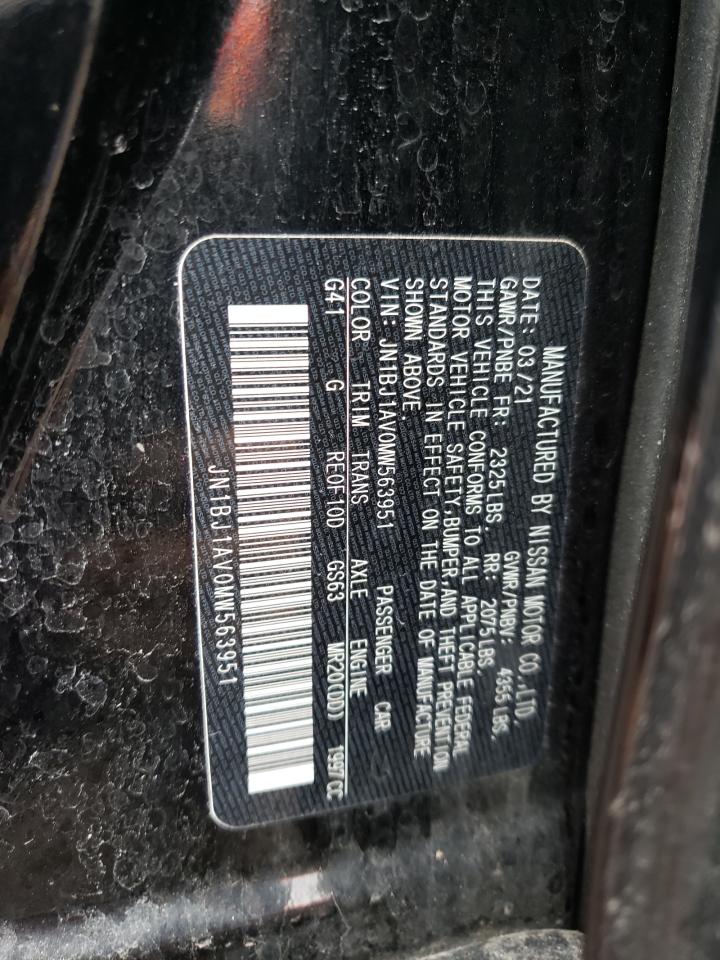 MANUFACTURED BY NISSAN MOTOR CO.,LTD.
DATE: 03/21 GVWR/PNBV: 4355LBS.
GAWR/PNBE FR: 2325LBS. RR: 2075LBS.
THIS VEHICLE CONFORMS TO ALL APPLICABLE FEDERAL
MOTOR VEHICLE SAFETY,BUMPER,AND THEFT PREVENTION
STANDARDS IN EFFECT ON THE DATE OF MANUFACTURE
SHOWN ABOVE.
VIN: JN1BJ1AV0MW563951 PASSENGER CAR
COLOR TRIM TRANS AXLE ENGINE
G41 G RE0F10D GS63 MR20(DD) 1997CC
JN1BJ1AV0MW563951